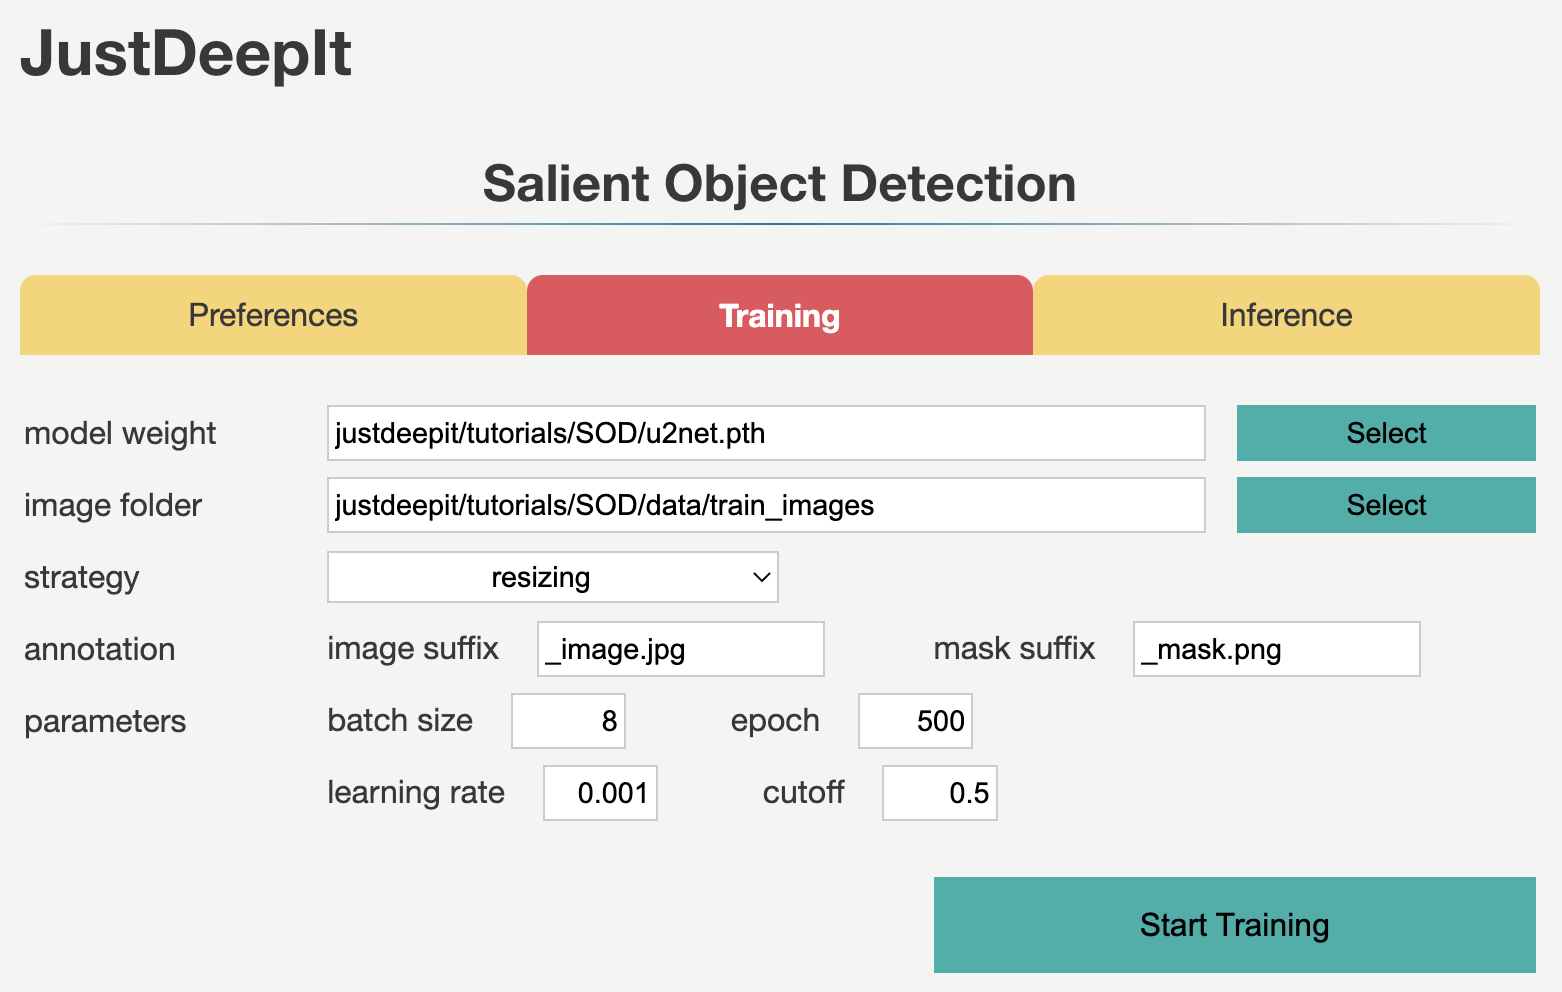 JustDeepIt
Salient Object Detection
Preferences Training Inference
model weight justdeepit/tutorials/SOD/u2net.pth Select
image folder justdeepit/tutorials/SOD/data/train_images Select
strategy resizing
annotation image suffix _image.jpg mask suffix _mask.png
parameters batch size 8 epoch 500
learning rate 0.001 cutoff 0.5
Start Training